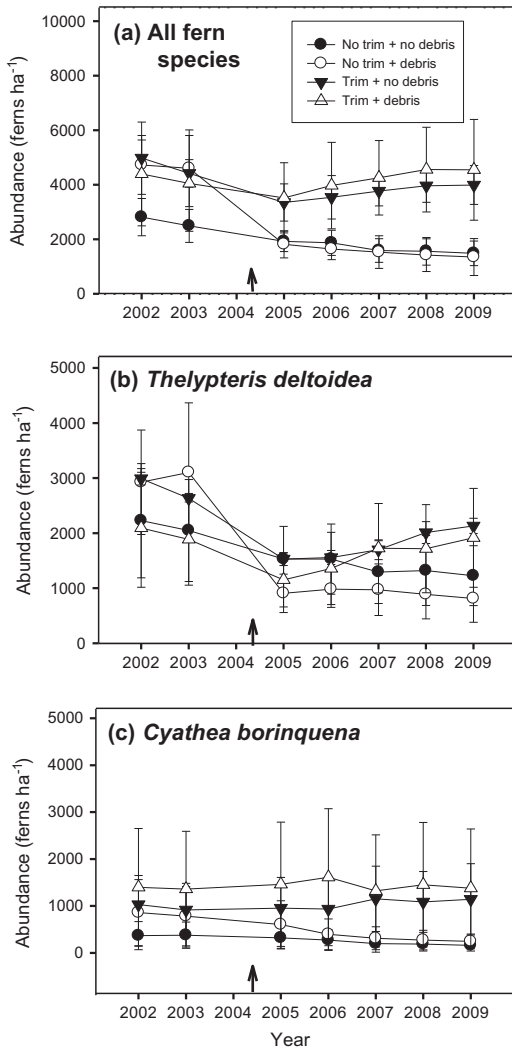 (a) All fern
species
No trim + no debris
No trim + debris
Trim + no debris
Trim + debris
Abundance (ferns ha⁻¹)
10000
8000
6000
4000
2000
0
2002 2003 2004 2005 2006 2007 2008 2009
(b) Thelypteris deltoidea
Abundance (ferns ha⁻¹)
5000
4000
3000
2000
1000
0
2002 2003 2004 2005 2006 2007 2008 2009
(c) Cyathea borinquena
Abundance (ferns ha⁻¹)
5000
4000
3000
2000
1000
0
2002 2003 2004 2005 2006 2007 2008 2009
Year